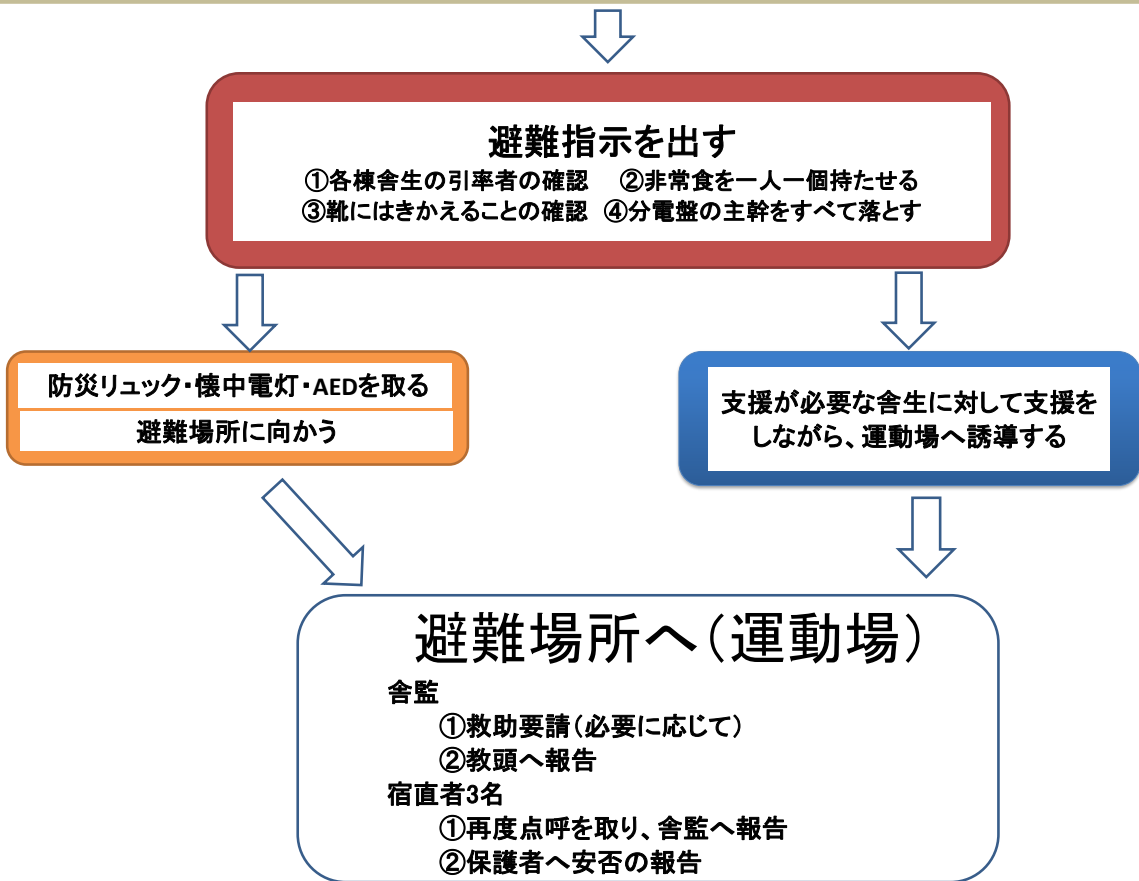 避難指示を出す
①各棟舎生の引率者の確認　②非常食を一人一個持たせる
③靴にはきかえることの確認　④分電盤の主幹をすべて落とす
防災リュック・懐中電灯・AEDを取る
避難場所に向かう
支援が必要な舎生に対して支援を
しながら、運動場へ誘導する
避難場所へ（運動場）
舎監
①救助要請（必要に応じて）
②教頭へ報告
宿直者3名
①再度点呼を取り、舎監へ報告
②保護者へ安否の報告